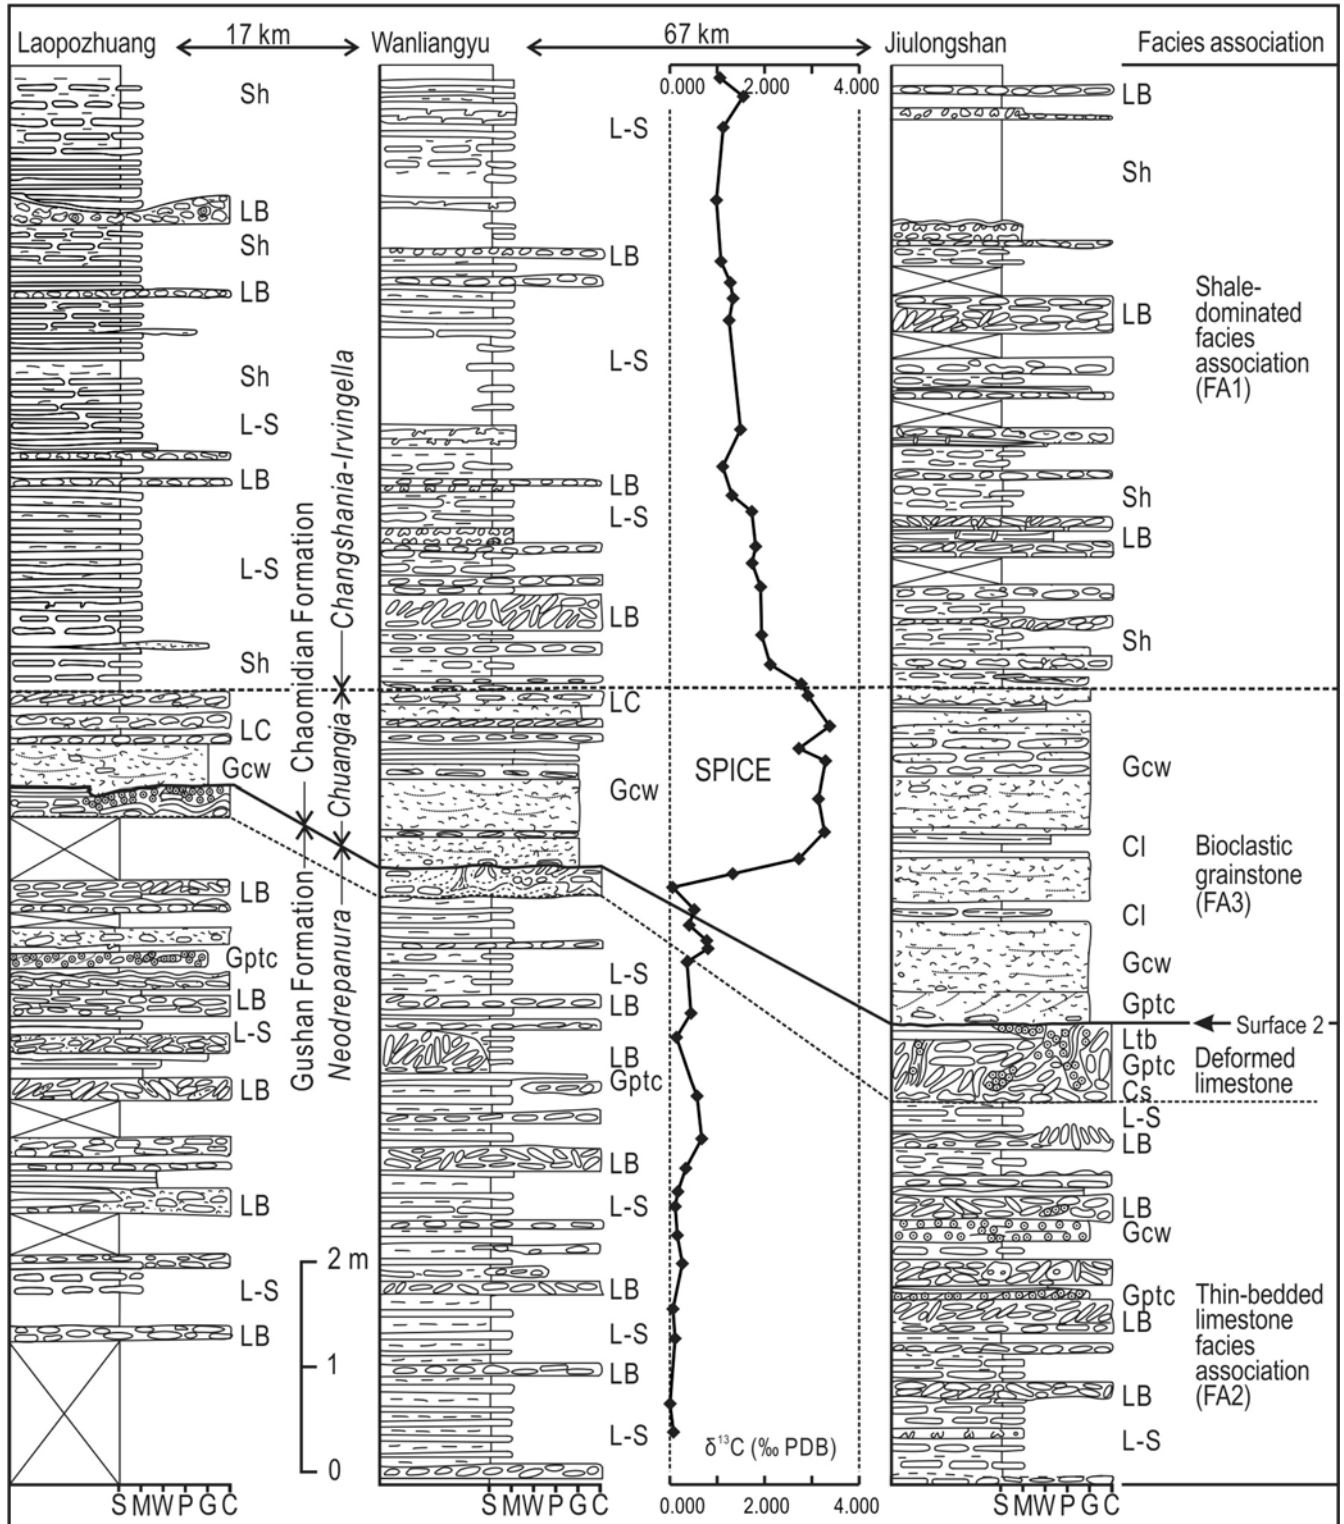 Laopozhuang
17 km
Wanliangyu
67 km
Jiulongshan
Facies association
Sh
LB
Sh
LB
Sh
L-S
LB
L-S
Sh
LC
Gcw
LB
Gptc
LB
L-S
LB
LB
L-S
LB
S M W P G C
Gushan Formation
Chaomidian Formation
Neodrepanura
Chuangia
Changshania-Irvingella
2 m
1
0
L-S
LB
L-S
LB
L-S
LB
LC
Gcw
L-S
LB
LB
Gptc
LB
L-S
LB
L-S
LB
L-S
S M W P G C
0.000 2.000 4.000
SPICE
δ¹³C (‰ PDB)
0.000 2.000 4.000
LB
Sh
LB
Sh
LB
Sh
Gcw
Cl
Cl
Gcw
Gptc
Ltb
Gptc
Cs
L-S
LB
LB
Gcw
Gptc
LB
LB
L-S
S M W P G C
Shale-
dominated
facies
association
(FA1)
Bioclastic
grainstone
(FA3)
Surface 2
Deformed
limestone
Thin-bedded
limestone
facies
association
(FA2)